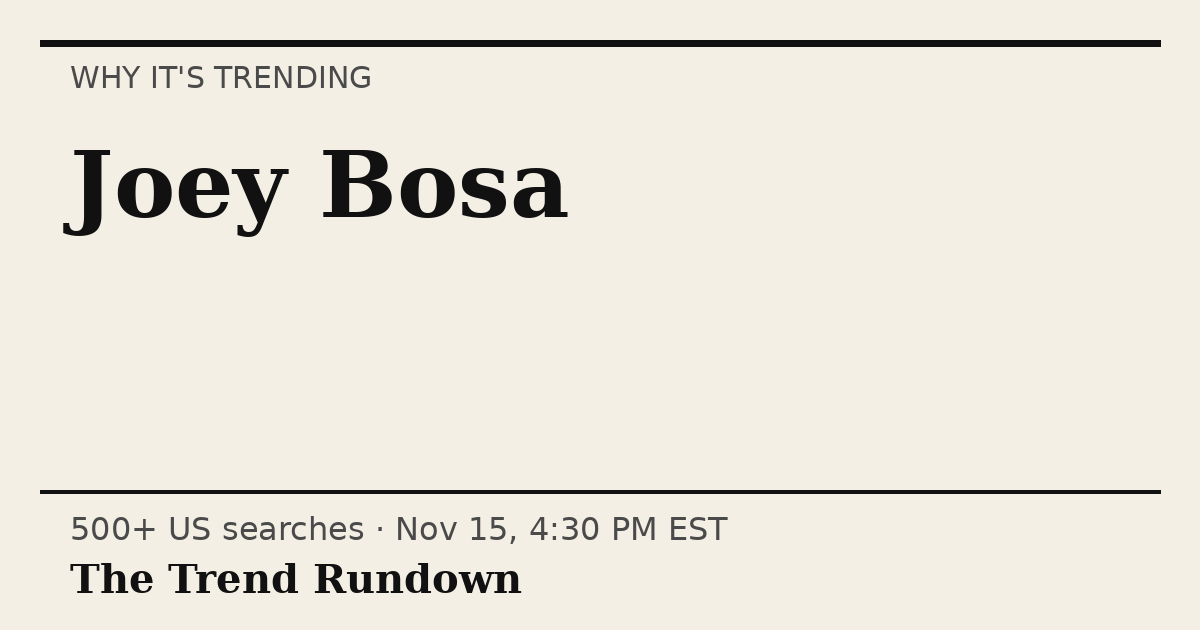 WHY IT'S TRENDING
Joey Bosa
500+ US searches · Nov 15, 4:30 PM EST
The Trend Rundown